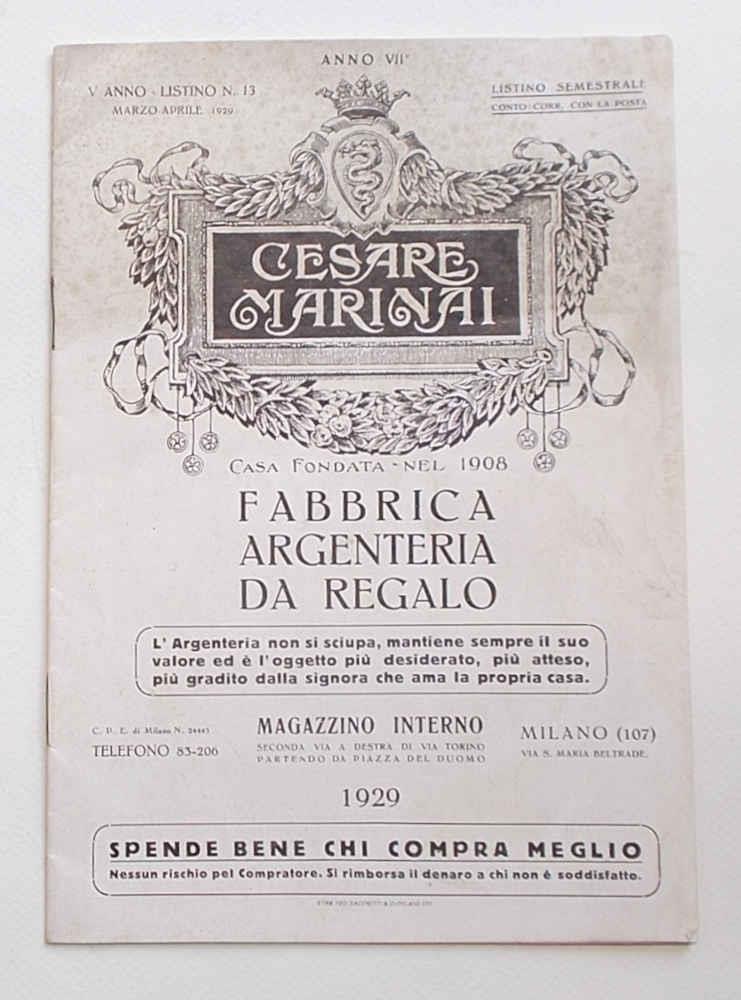 ANNO VII°
V ANNO - LISTINO N. 13
MARZO-APRILE 1929
LISTINO SEMESTRALE
CONTO CORR. CON LA POSTA
CESARE
MARINAI
CASA FONDATA - NEL 1908
FABBRICA
ARGENTERIA
DA REGALO
L'Argenteria non si sciupa, mantiene sempre il suo
valore ed è l'oggetto più desiderato, più atteso,
più gradito dalla signora che ama la propria casa.
C. P. E. di Milano N. 24443
TELEFONO 83-206
MAGAZZINO INTERNO
SECONDA VIA A DESTRA DI VIA TORINO
PARTENDO DA PIAZZA DEL DUOMO
MILANO (107)
VIA S. MARIA BELTRADE.
1929
SPENDE BENE CHI COMPRA MEGLIO
Nessun rischio pel Compratore. Si rimborsa il denaro a chi non è soddisfatto.